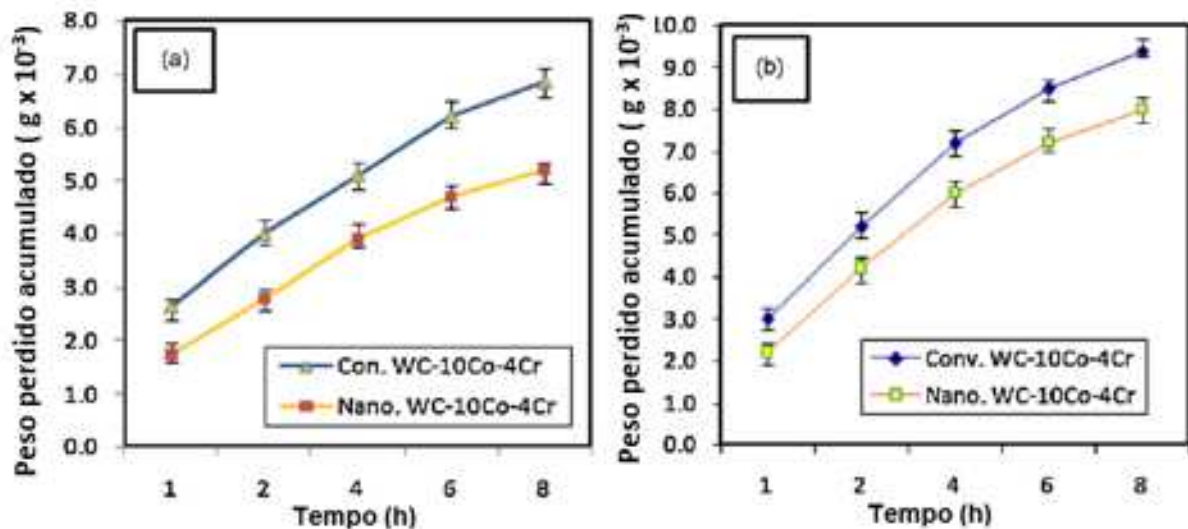 Peso perdido acumulado ( g x 10⁻³)
8.0
7.0
6.0
5.0
4.0
3.0
2.0
1.0
0.0
(a)
Con. WC-10Co-4Cr
Nano. WC-10Co-4Cr
1 2 4 6 8
Tempo (h)
Peso perdido acumulado ( g x 10⁻³)
10.0
9.0
8.0
7.0
6.0
5.0
4.0
3.0
2.0
1.0
0.0
(b)
Conv. WC-10Co-4Cr
Nano. WC-10Co-4Cr
1 2 4 6 8
Tempo (h)